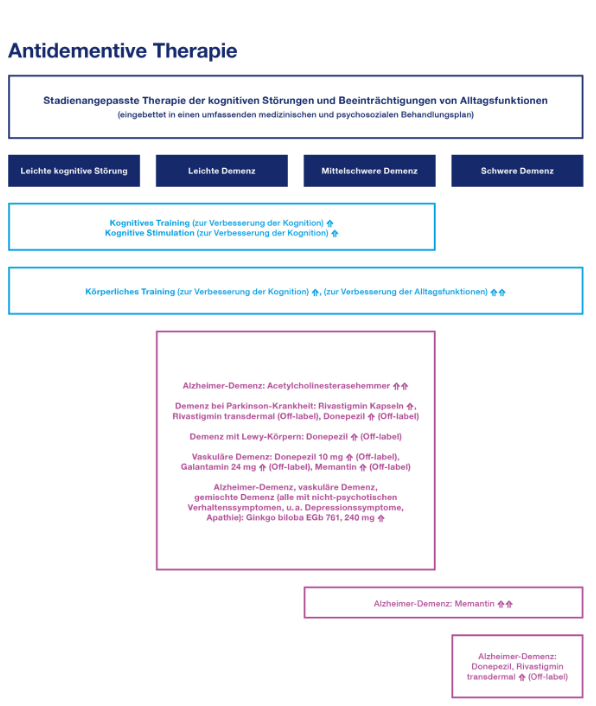 Antidementive Therapie
Stadienangepasste Therapie der kognitiven Störungen und Beeinträchtigungen von Alltagsfunktionen
(eingebettet in einen umfassenden medizinischen und psychosozialen Behandlungsplan)
Leichte kognitive Störung
Leichte Demenz
Mittelschwere Demenz
Schwere Demenz
Kognitives Training (zur Verbesserung der Kognition) ⇑
Kognitive Stimulation (zur Verbesserung der Kognition) ⇑
Körperliches Training (zur Verbesserung der Kognition) ⇑, (zur Verbesserung der Alltagsfunktionen) ⇑⇑
Alzheimer-Demenz: Acetylcholinesterasehemmer ⇑⇑
Demenz bei Parkinson-Krankheit: Rivastigmin Kapseln ⇑,
Rivastigmin transdermal (Off-label), Donepezil ⇑ (Off-label)
Demenz mit Lewy-Körpern: Donepezil ⇑ (Off-label)
Vaskuläre Demenz: Donepezil 10 mg ⇑ (Off-label),
Galantamin 24 mg ⇑ (Off-label), Memantin ⇑ (Off-label)
Alzheimer-Demenz, vaskuläre Demenz,
gemischte Demenz (alle mit nicht-psychotischen
Verhaltenssymptomen, u. a. Depressionssymptome,
Apathie): Ginkgo biloba EGb 761, 240 mg ⇑
Alzheimer-Demenz: Memantin ⇑⇑
Alzheimer-Demenz:
Donepezil, Rivastigmin
transdermal ⇑ (Off-label)